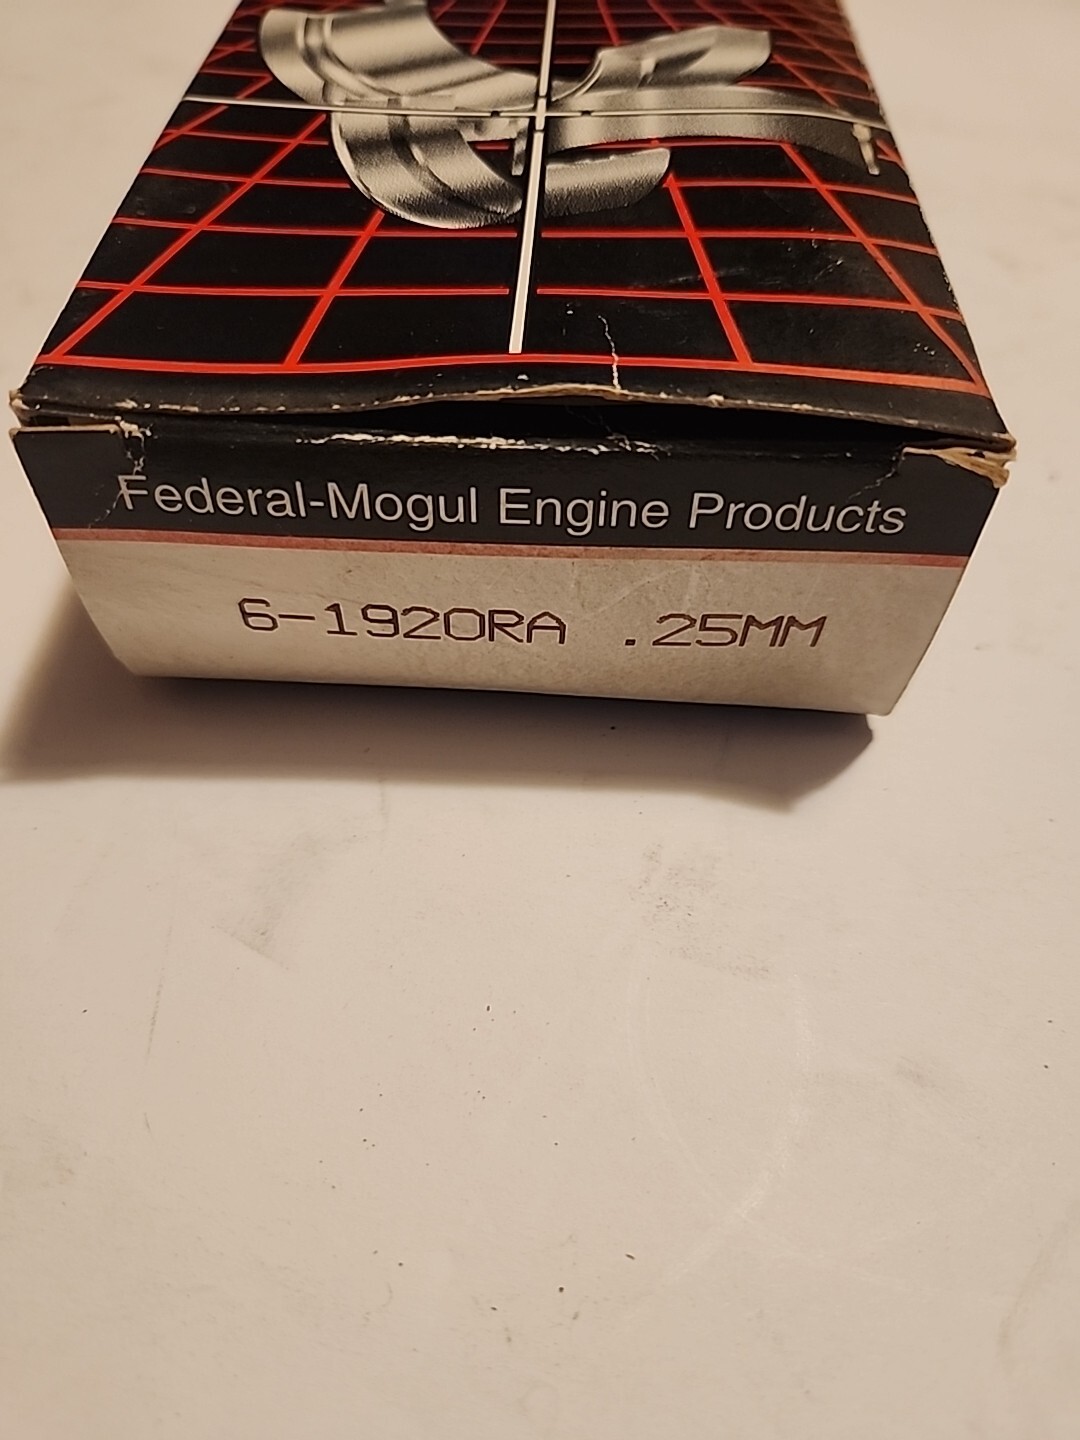 Federal-Mogul Engine Products
6-1920RA .25MM